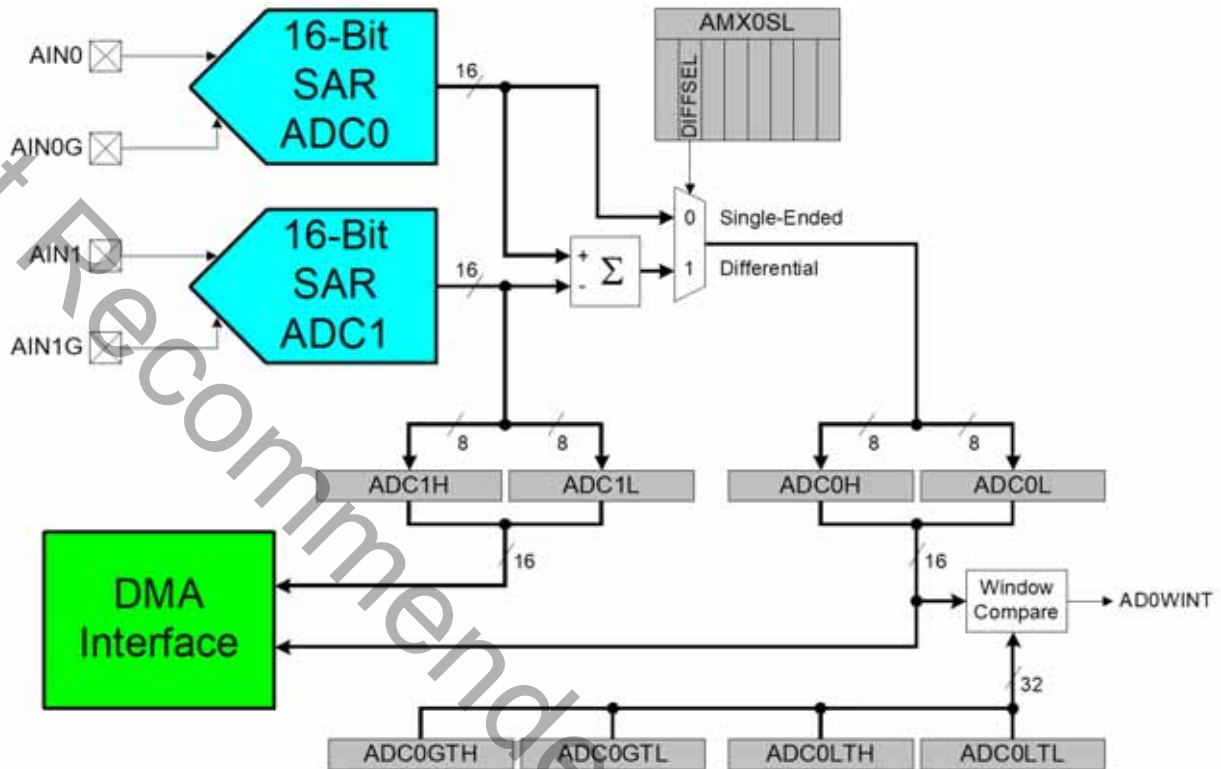 AIN0
AIN0G
16-Bit
SAR
ADC0
16
AMX0SL
DIFFSEL
0
Single-Ended
1
Differential
AIN1
AIN1G
16-Bit
SAR
ADC1
16
+
-
Σ
8
8
8
8
ADC1H
ADC1L
ADC0H
ADC0L
16
16
DMA
Interface
Window
Compare
AD0WINT
32
ADC0GTH
ADC0GTL
ADC0LTH
ADC0LTL
t Recommende